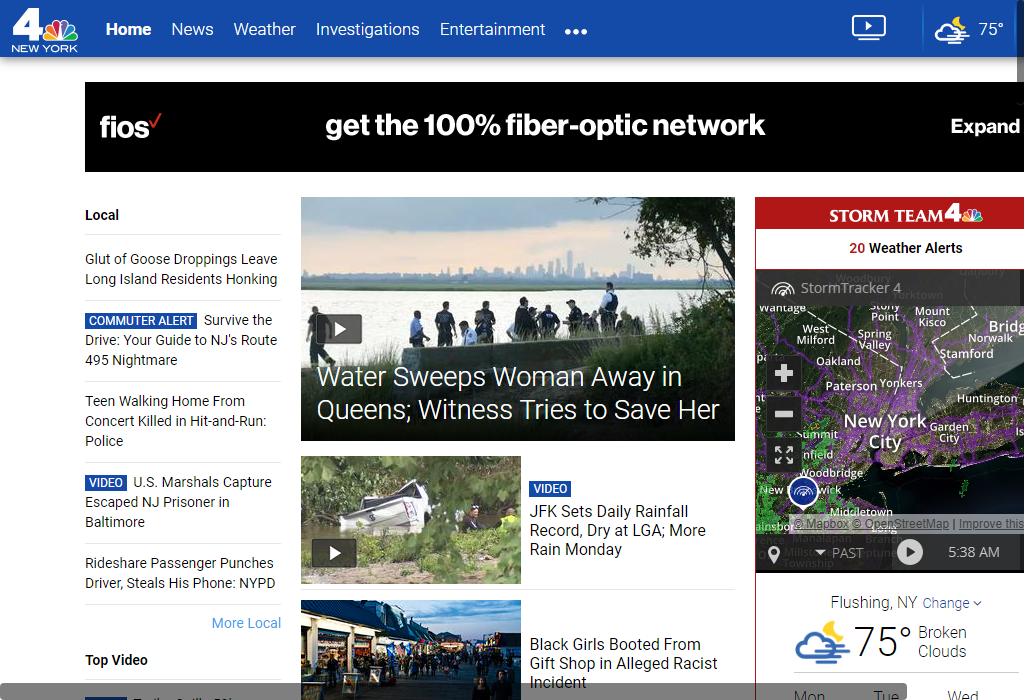 4
NEW YORK
Home News Weather Investigations Entertainment
75°
fios
get the 100% fiber-optic network
Expand
Local
Glut of Goose Droppings Leave
Long Island Residents Honking
COMMUTER ALERT Survive the
Drive: Your Guide to NJ's Route
495 Nightmare
Teen Walking Home From
Concert Killed in Hit-and-Run:
Police
VIDEO U.S. Marshals Capture
Escaped NJ Prisoner in
Baltimore
Rideshare Passenger Punches
Driver, Steals His Phone: NYPD
More Local
Top Video
Water Sweeps Woman Away in
Queens; Witness Tries to Save Her
VIDEO
JFK Sets Daily Rainfall
Record, Dry at LGA; More
Rain Monday
Black Girls Booted From
Gift Shop in Alleged Racist
Incident
STORM TEAM 4
20 Weather Alerts
Woodbury
StormTracker 4
Yorktown
Wantage
Stony
Point
Mount
Kisco
West
Milford
Spring
Valley
Bridg
Norwalk
Stamford
Oakland
Paterson
Yonkers
Huntington
New York
City
Garden
City
Is
Summit
nfield
Woodbridge
New
wick
Middletown
ainsbo
© Mapbox © OpenStreetMap | Improve this
Manalapan
Branch
Millstone
Township
Neptune
PAST
5:38 AM
Flushing, NY Change
75°
Broken
Clouds
Mon Tue Wed